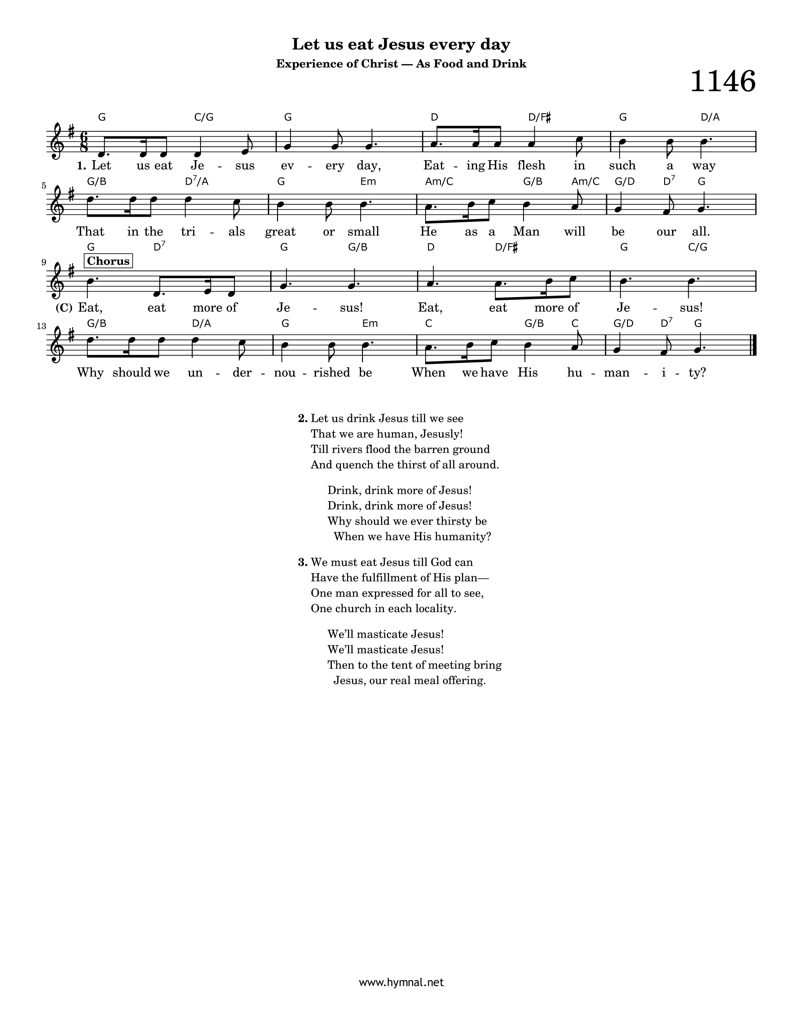 Let us eat Jesus every day
Experience of Christ — As Food and Drink
1146
G C/G G D D/F♯ G D/A
1. Let us eat Je - sus ev - ery day, Eat - ing His flesh in such a way
5 G/B D7/A G Em Am/C G/B Am/C G/D D7 G
That in the tri - als great or small He as a Man will be our all.
G D7 G G/B D D/F♯ G C/G
9 Chorus
(C) Eat, eat more of Je - sus! Eat, eat more of Je - sus!
13 G/B D/A G Em C G/B C G/D D7 G
Why should we un - der - nou - rished be When we have His hu - man - i - ty?
2. Let us drink Jesus till we see
That we are human, Jesusly!
Till rivers flood the barren ground
And quench the thirst of all around.
Drink, drink more of Jesus!
Drink, drink more of Jesus!
Why should we ever thirsty be
When we have His humanity?
3. We must eat Jesus till God can
Have the fulfillment of His plan—
One man expressed for all to see,
One church in each locality.
We'll masticate Jesus!
We'll masticate Jesus!
Then to the tent of meeting bring
Jesus, our real meal offering.
www.hymnal.net